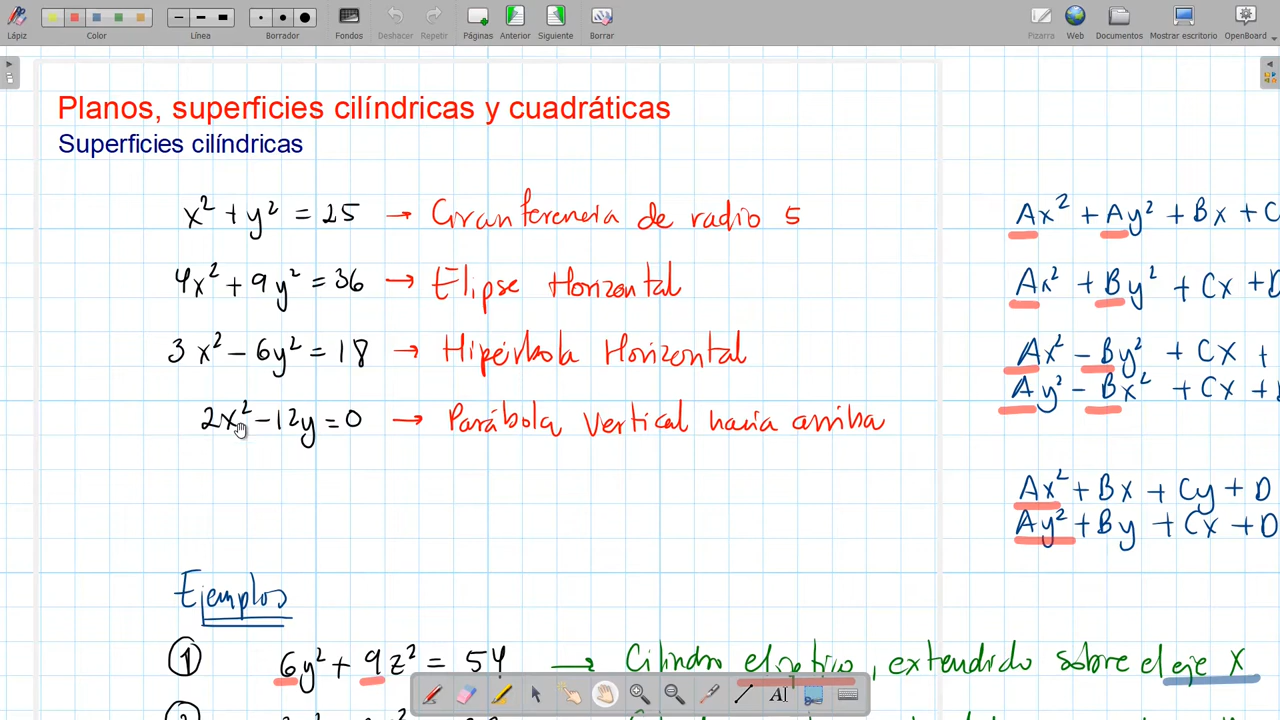 Lápiz Color Línea Borrador Fondos Deshacer Repetir Páginas Anterior Siguiente Borrar Pizarra Web Documentos Mostrar escritorio OpenBoard
Planos, superficies cilíndricas y cuadráticas
Superficies cilíndricas
x² + y² = 25 → Circunferencia de radio 5
Ax² + Ay² + Bx + C
4x² + 9y² = 36 → Elipse Horizontal
Ax² + By² + Cx + D
3x² - 6y² = 18 → Hipérbola Horizontal
Ax² - By² + Cx +
Ay² - Bx² + Cx +
2x² - 12y = 0 → Parábola vertical hacia arriba
Ax² + Bx + Cy + D
Ay² + By + Cx + D
Ejemplos
① 6y² + 9z² = 54 → Cilindro elíptico, extendido sobre el eje X